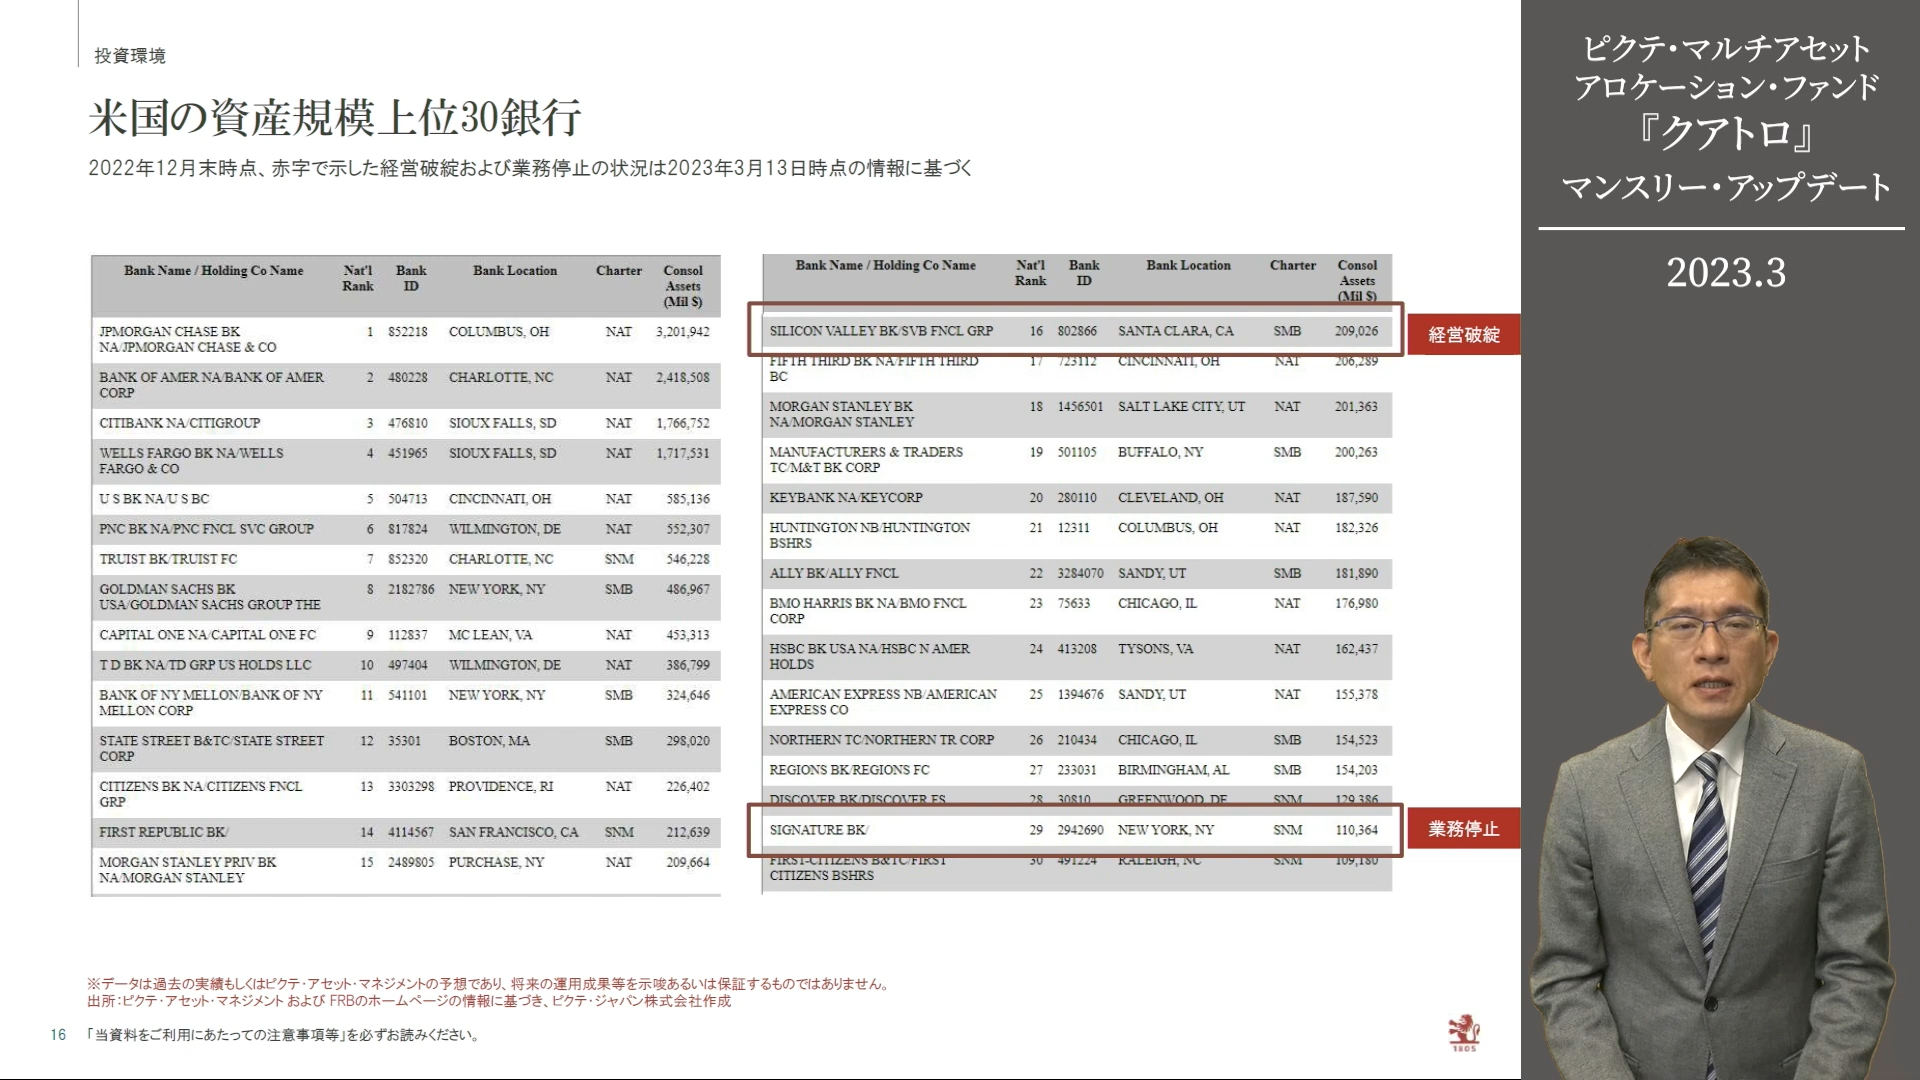 投資環境
米国の資産規模上位30銀行
2022年12月末時点、赤字で示した経営破綻および業務停止の状況は2023年3月13日時点の情報に基づく
Bank Name / Holding Co Name Nat'l Rank Bank ID Bank Location Charter Consol Assets (Mil $)
JPMORGAN CHASE BK 1 852218 COLUMBUS, OH NAT 3,201,942
NA/JPMORGAN CHASE & CO
BANK OF AMER NA/BANK OF AMER 2 480228 CHARLOTTE, NC NAT 2,418,508
CORP
CITIBANK NA/CITIGROUP 3 476810 SIOUX FALLS, SD NAT 1,766,752
WELLS FARGO BK NA/WELLS 4 451965 SIOUX FALLS, SD NAT 1,717,531
FARGO & CO
U S BK NA/U S BC 5 504713 CINCINNATI, OH NAT 585,136
PNC BK NA/PNC FNCL SVC GROUP 6 817824 WILMINGTON, DE NAT 552,307
TRUIST BK/TRUIST FC 7 852320 CHARLOTTE, NC SNM 546,228
GOLDMAN SACHS BK 8 2182786 NEW YORK, NY SMB 486,967
USA/GOLDMAN SACHS GROUP THE
CAPITAL ONE NA/CAPITAL ONE FC 9 112837 MC LEAN, VA NAT 453,313
T D BK NA/TD GRP US HOLDS LLC 10 497404 WILMINGTON, DE NAT 386,799
BANK OF NY MELLON/BANK OF NY 11 541101 NEW YORK, NY SMB 324,646
MELLON CORP
STATE STREET B&TC/STATE STREET 12 35301 BOSTON, MA SMB 298,020
CORP
CITIZENS BK NA/CITIZENS FNCL 13 3303298 PROVIDENCE, RI NAT 226,402
GRP
FIRST REPUBLIC BK/ 14 4114567 SAN FRANCISCO, CA SNM 212,639
MORGAN STANLEY PRIV BK 15 2489805 PURCHASE, NY NAT 209,664
NA/MORGAN STANLEY
Bank Name / Holding Co Name Nat'l Rank Bank ID Bank Location Charter Consol Assets (Mil $)
SILICON VALLEY BK/SVB FNCL GRP 16 802866 SANTA CLARA, CA SMB 209,026
経営破綻
FIFTH THIRD BK NA/FIFTH THIRD 17 723112 CINCINNATI, OH NAT 206,289
BC
MORGAN STANLEY BK 18 1456501 SALT LAKE CITY, UT NAT 201,363
NA/MORGAN STANLEY
MANUFACTURERS & TRADERS 19 501105 BUFFALO, NY SMB 200,263
TC/M&T BK CORP
KEYBANK NA/KEYCORP 20 280110 CLEVELAND, OH NAT 187,590
HUNTINGTON NB/HUNTINGTON 21 12311 COLUMBUS, OH NAT 182,326
BSHRS
ALLY BK/ALLY FNCL 22 3284070 SANDY, UT SMB 181,890
BMO HARRIS BK NA/BMO FNCL 23 75633 CHICAGO, IL NAT 176,980
CORP
HSBC BK USA NA/HSBC N AMER 24 413208 TYSONS, VA NAT 162,437
HOLDS
AMERICAN EXPRESS NB/AMERICAN 25 1394676 SANDY, UT NAT 155,378
EXPRESS CO
NORTHERN TC/NORTHERN TR CORP 26 210434 CHICAGO, IL SMB 154,523
REGIONS BK/REGIONS FC 27 233031 BIRMINGHAM, AL SMB 154,203
DISCOVER BK/DISCOVER FS 28 30810 GREENWOOD, DE SNM 129,386
SIGNATURE BK/ 29 2942690 NEW YORK, NY SNM 110,364
業務停止
FIRST-CITIZENS B&TC/FIRST 30 491224 RALEIGH, NC SNM 109,180
CITIZENS BSHRS
※データは過去の実績もしくはピクテ・アセット・マネジメントの予想であり、将来の運用成果等を示唆あるいは保証するものではありません。
出所：ピクテ・アセット・マネジメント および FRBのホームページの情報に基づき、ピクテ・ジャパン株式会社作成
16 「当資料をご利用にあたっての注意事項等」を必ずお読みください。
1805
ピクテ・マルチアセット
アロケーション・ファンド
『クアトロ』
マンスリー・アップデート
2023.3